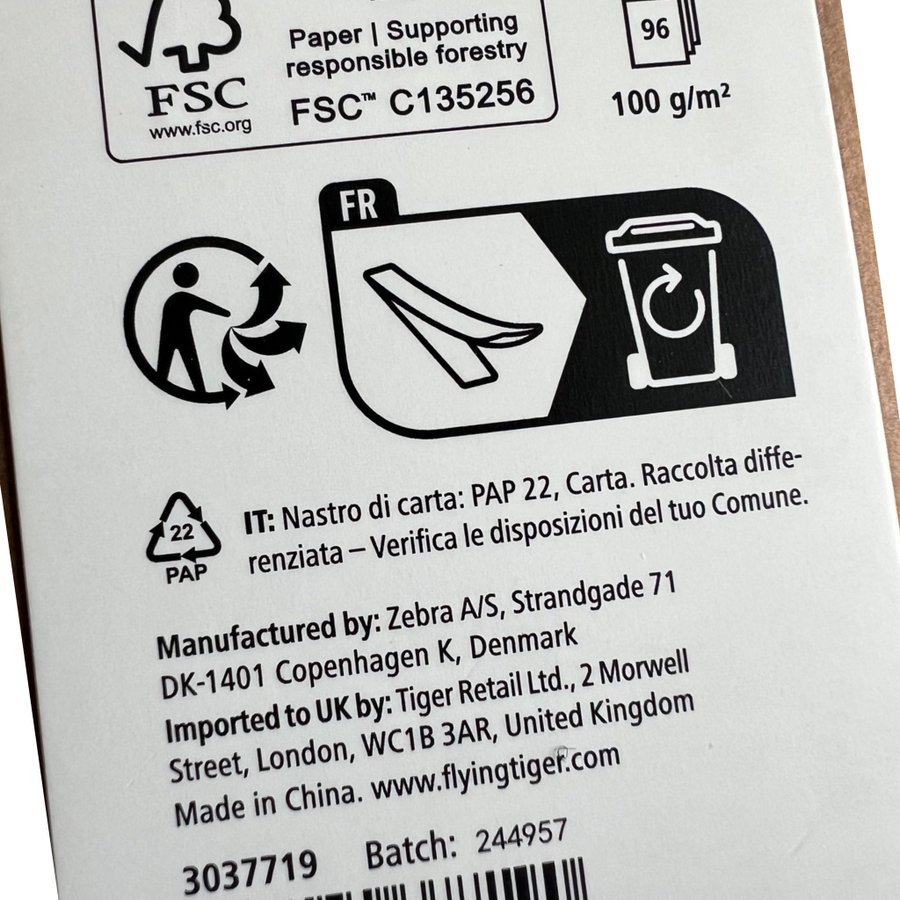 Paper | Supporting
responsible forestry
FSC™ C135256
FSC
www.fsc.org
96
100 g/m²
FR
22
PAP
IT: Nastro di carta: PAP 22, Carta. Raccolta diffe-
renziata – Verifica le disposizioni del tuo Comune.
Manufactured by: Zebra A/S, Strandgade 71
DK-1401 Copenhagen K, Denmark
Imported to UK by: Tiger Retail Ltd., 2 Morwell
Street, London, WC1B 3AR, United Kingdom
Made in China. www.flyingtiger.com
3037719 Batch: 244957